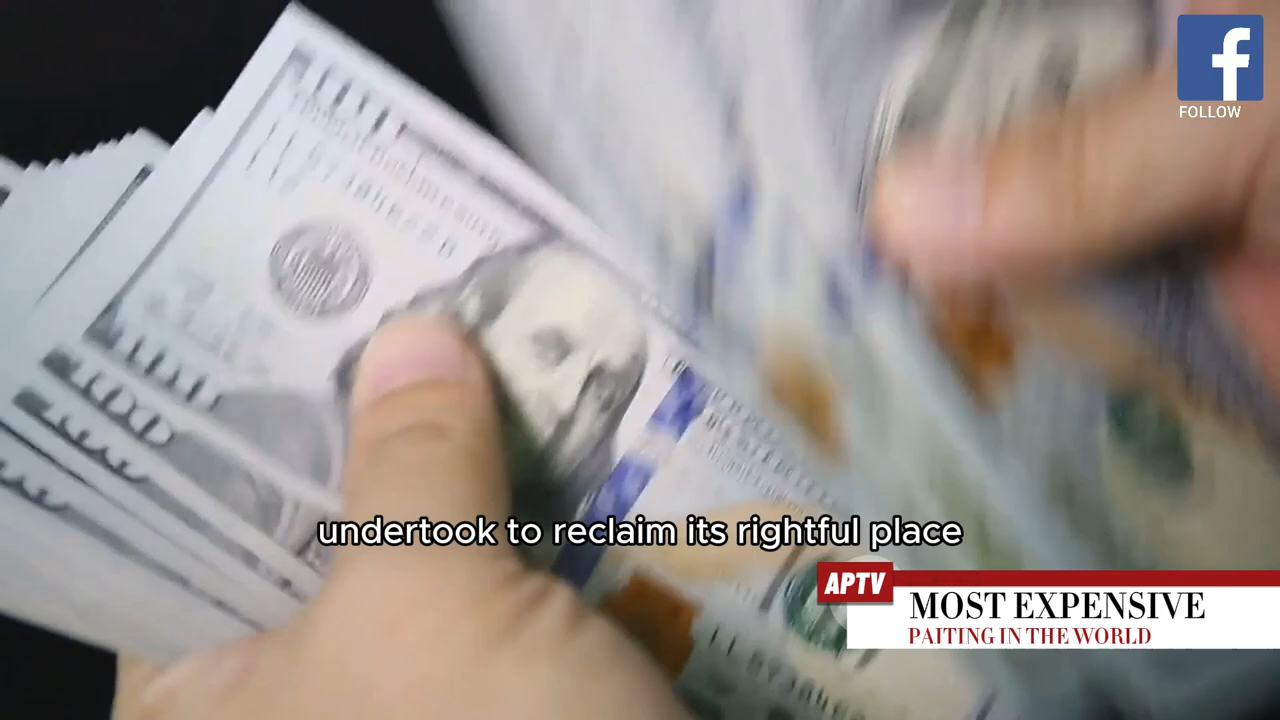 FOLLOW
undertook to reclaim its rightful place
APTV
MOST EXPENSIVE
PAITING IN THE WORLD